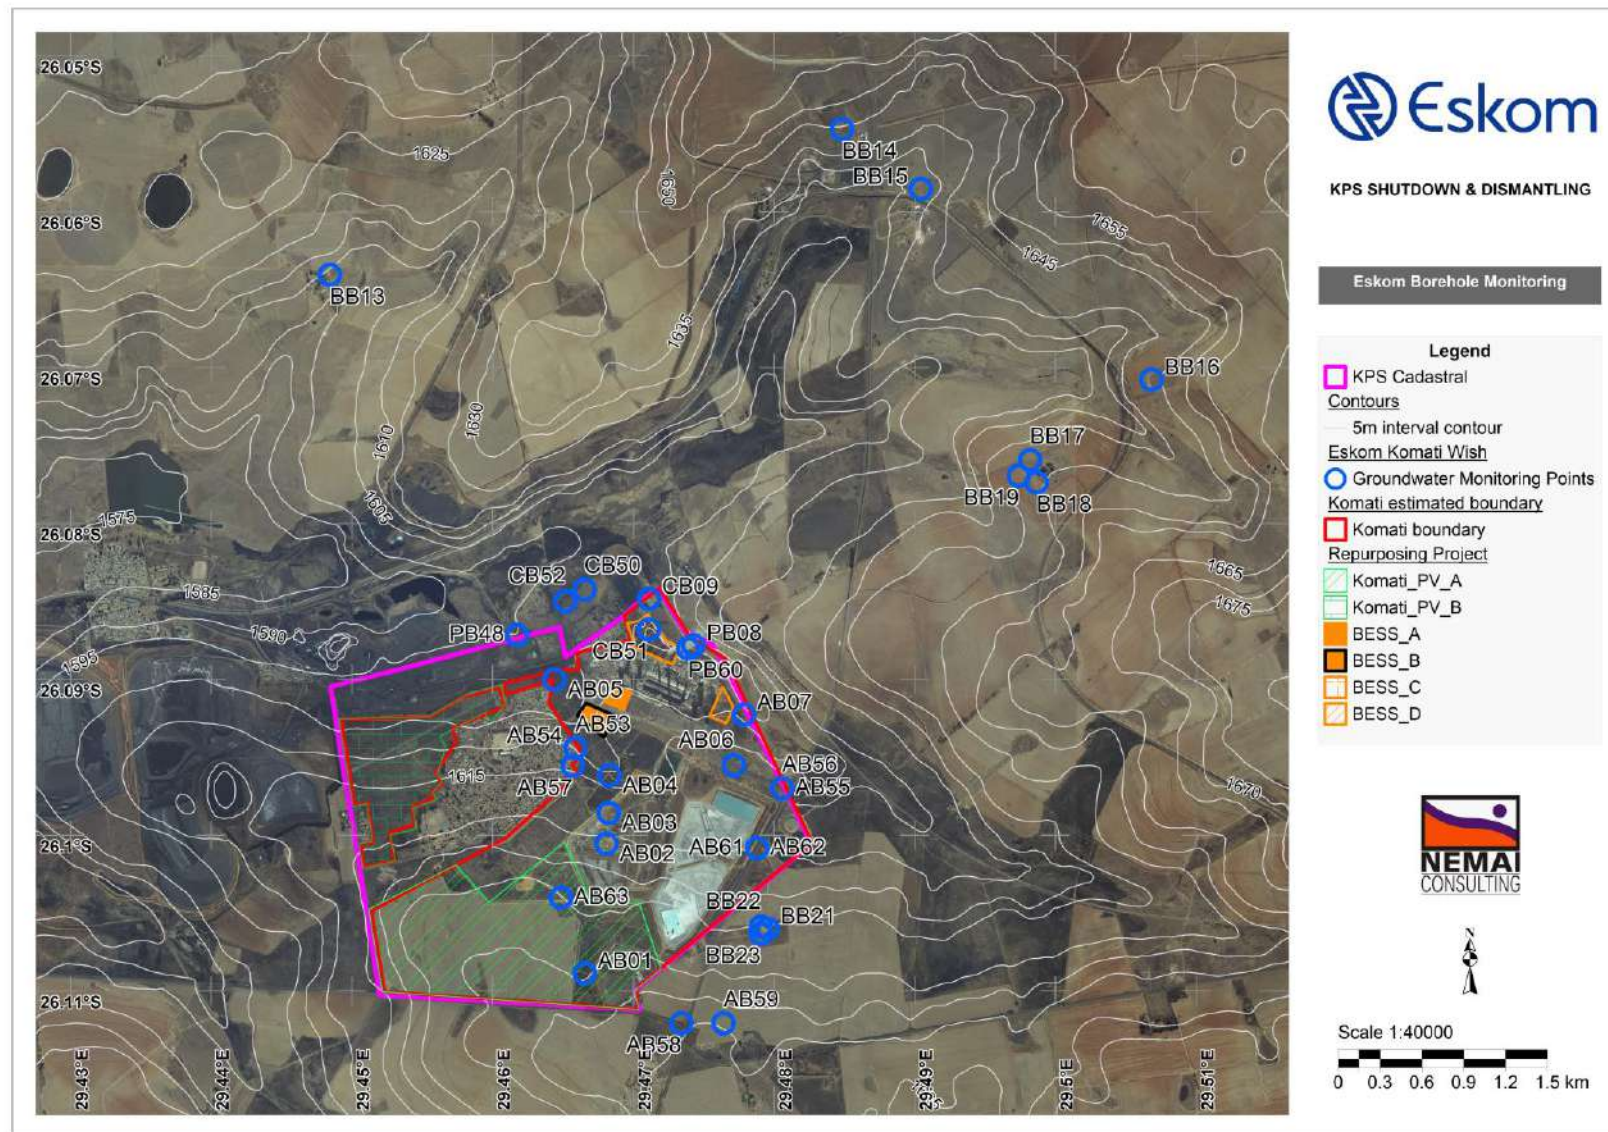 26.05°S
1625
BB14
1650
BB15
26.06°S
1655
1645
BB13
1635
26.07°S
BB16
1630
1610
BB17
BB19
BB18
1605
1575
26.08°S
1665
CB50
CB52
1585
CB09
1675
1590
PB48
PB08
1595
CB51
PB60
26.09°S
AB05
AB07
AB53
AB54
AB06
1615
AB57
AB04
AB56
AB55
1670
AB03
26.1°S
AB02
AB61
AB62
AB63
BB22
BB21
BB23
AB01
26.11°S
AB59
AB58
29.43°E
29.44°E
29.45°E
29.46°E
29.47°E
29.48°E
29.49°E
29.5°E
29.51°E
Eskom
KPS SHUTDOWN & DISMANTLING
Eskom Borehole Monitoring
Legend
KPS Cadastral
Contours
5m interval contour
Eskom Komati Wish
Groundwater Monitoring Points
Komati estimated boundary
Komati boundary
Repurposing Project
Komati_PV_A
Komati_PV_B
BESS_A
BESS_B
BESS_C
BESS_D
NEMAI
CONSULTING
N
Scale 1:40000
0 0.3 0.6 0.9 1.2 1.5 km